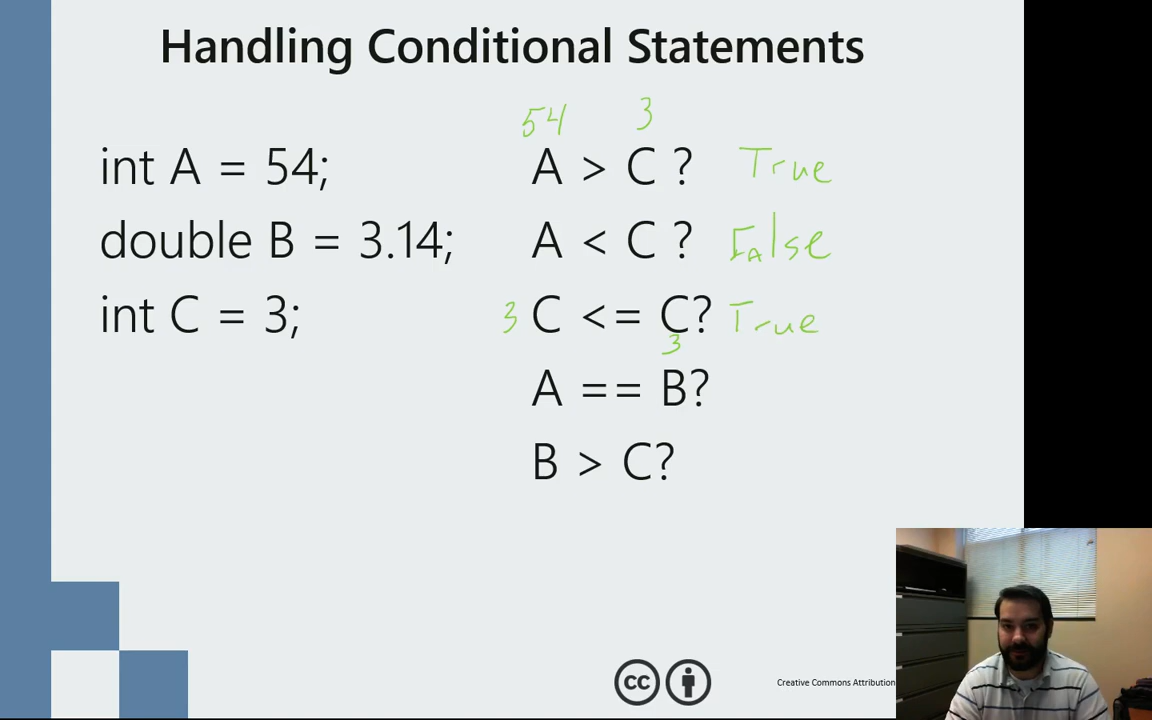 Handling Conditional Statements
54 3
int A = 54; A > C ? True
double B = 3.14; A < C ? FAlse
int C = 3; 3 C <= C? True
3
A == B?
B > C?
cc
Creative Commons Attribution